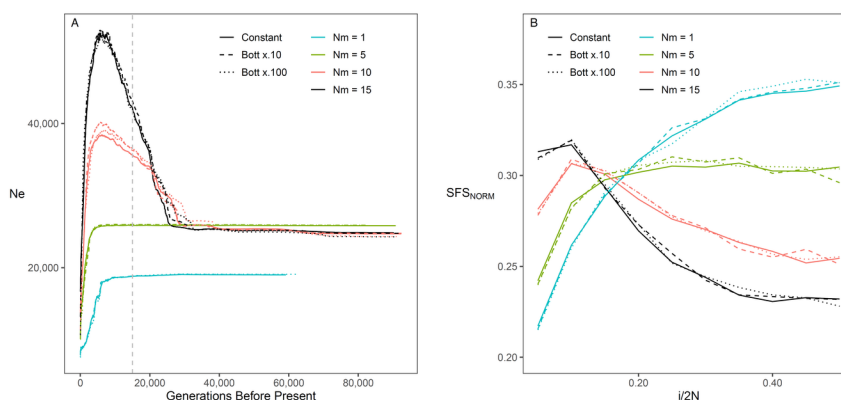 A
Constant
Bott x.10
Bott x.100
Nm = 1
Nm = 5
Nm = 10
Nm = 15
Ne
40,000
20,000
0
20,000
40,000
60,000
80,000
Generations Before Present
B
Constant
Bott x.10
Bott x.100
Nm = 1
Nm = 5
Nm = 10
Nm = 15
SFSNORM
0.35
0.30
0.25
0.20
0.20
0.40
i/2N